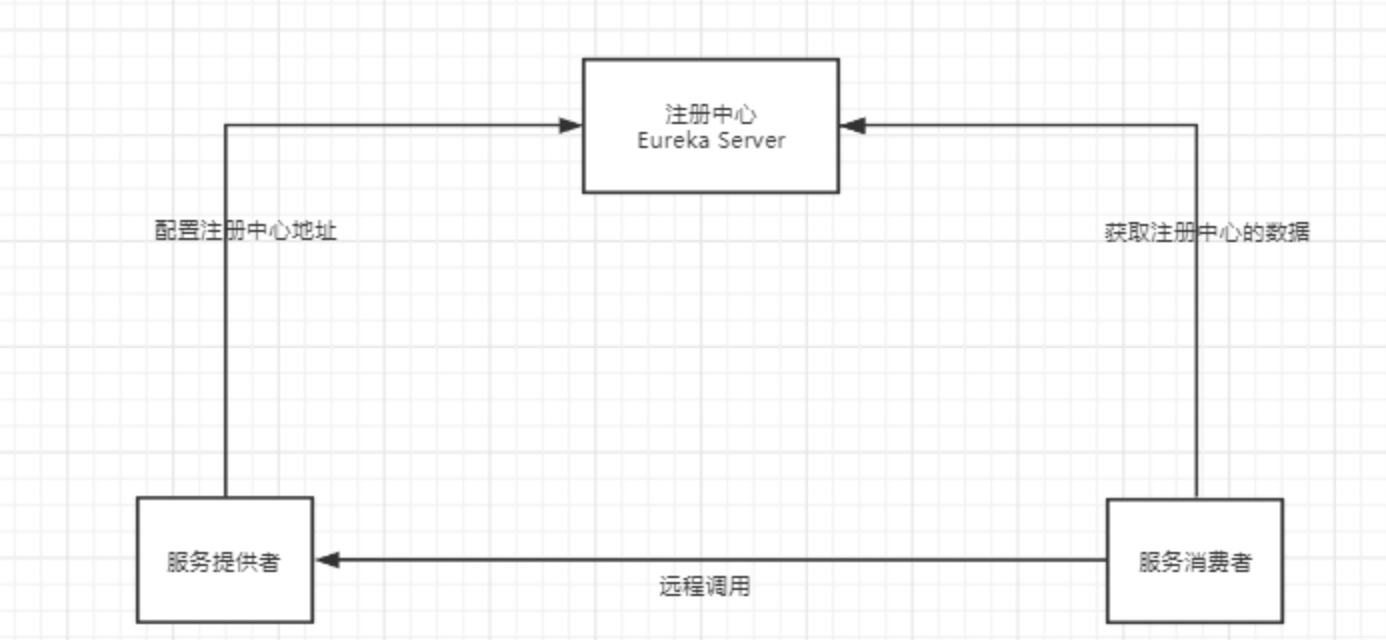 注册中心
Eureka Server
配置注册中心地址
获取注册中心的数据
服务提供者
远程调用
服务消费者